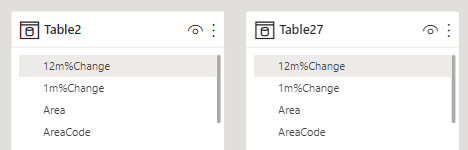 Table2
12m%Change
1m%Change
Area
AreaCode
Table27
12m%Change
1m%Change
Area
AreaCode